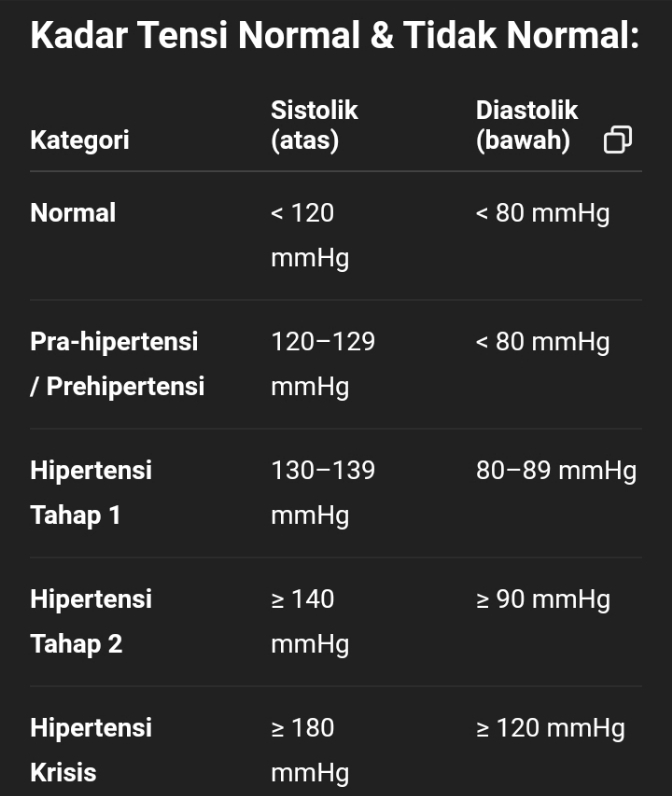 Kadar Tensi Normal & Tidak Normal:
Kategori Sistolik (atas) Diastolik (bawah)
Normal < 120 mmHg < 80 mmHg
Pra-hipertensi / Prehipertensi 120–129 mmHg < 80 mmHg
Hipertensi Tahap 1 130–139 mmHg 80–89 mmHg
Hipertensi Tahap 2 ≥ 140 mmHg ≥ 90 mmHg
Hipertensi Krisis ≥ 180 mmHg ≥ 120 mmHg